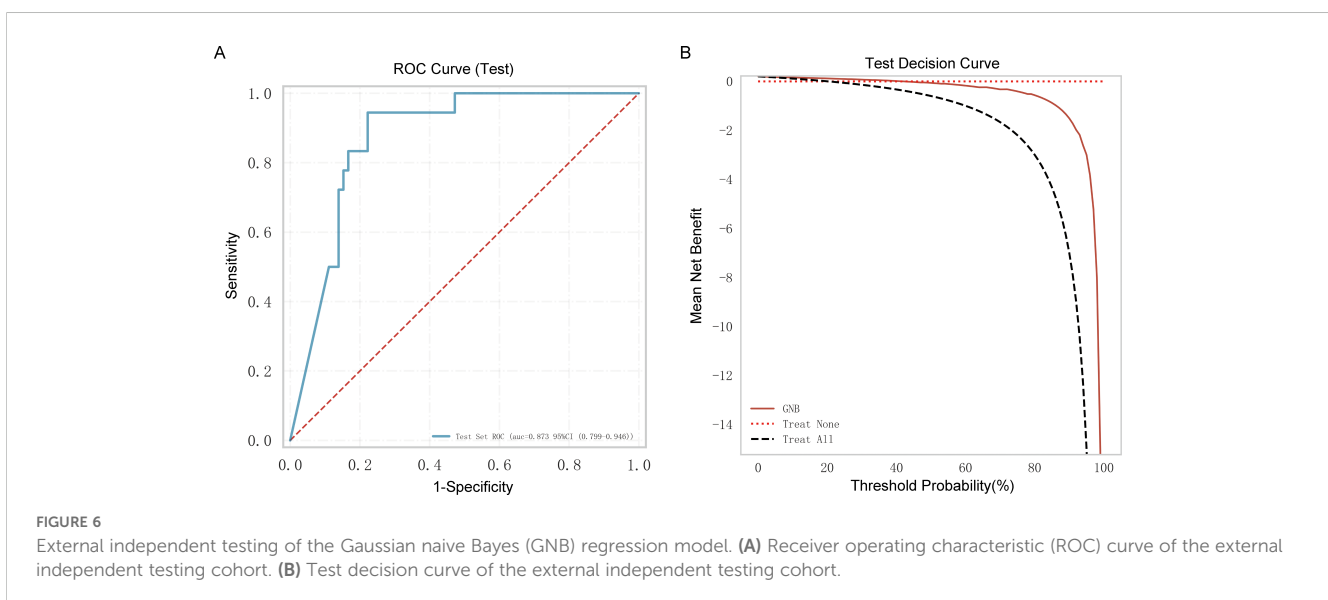 A
ROC Curve (Test)
Sensitivity
1.0
0.8
0.6
0.4
0.2
0.0
Test Set ROC (auc=0.873 95%CI (0.799-0.946))
0.0 0.2 0.4 0.6 0.8 1.0
1-Specificity
B
Test Decision Curve
Mean Net Benefit
0
−2
−4
−6
−8
−10
−12
−14
GNB
Treat None
Treat All
0 20 40 60 80 100
Threshold Probability(%)
FIGURE 6
External independent testing of the Gaussian naive Bayes (GNB) regression model. (A) Receiver operating characteristic (ROC) curve of the external
independent testing cohort. (B) Test decision curve of the external independent testing cohort.